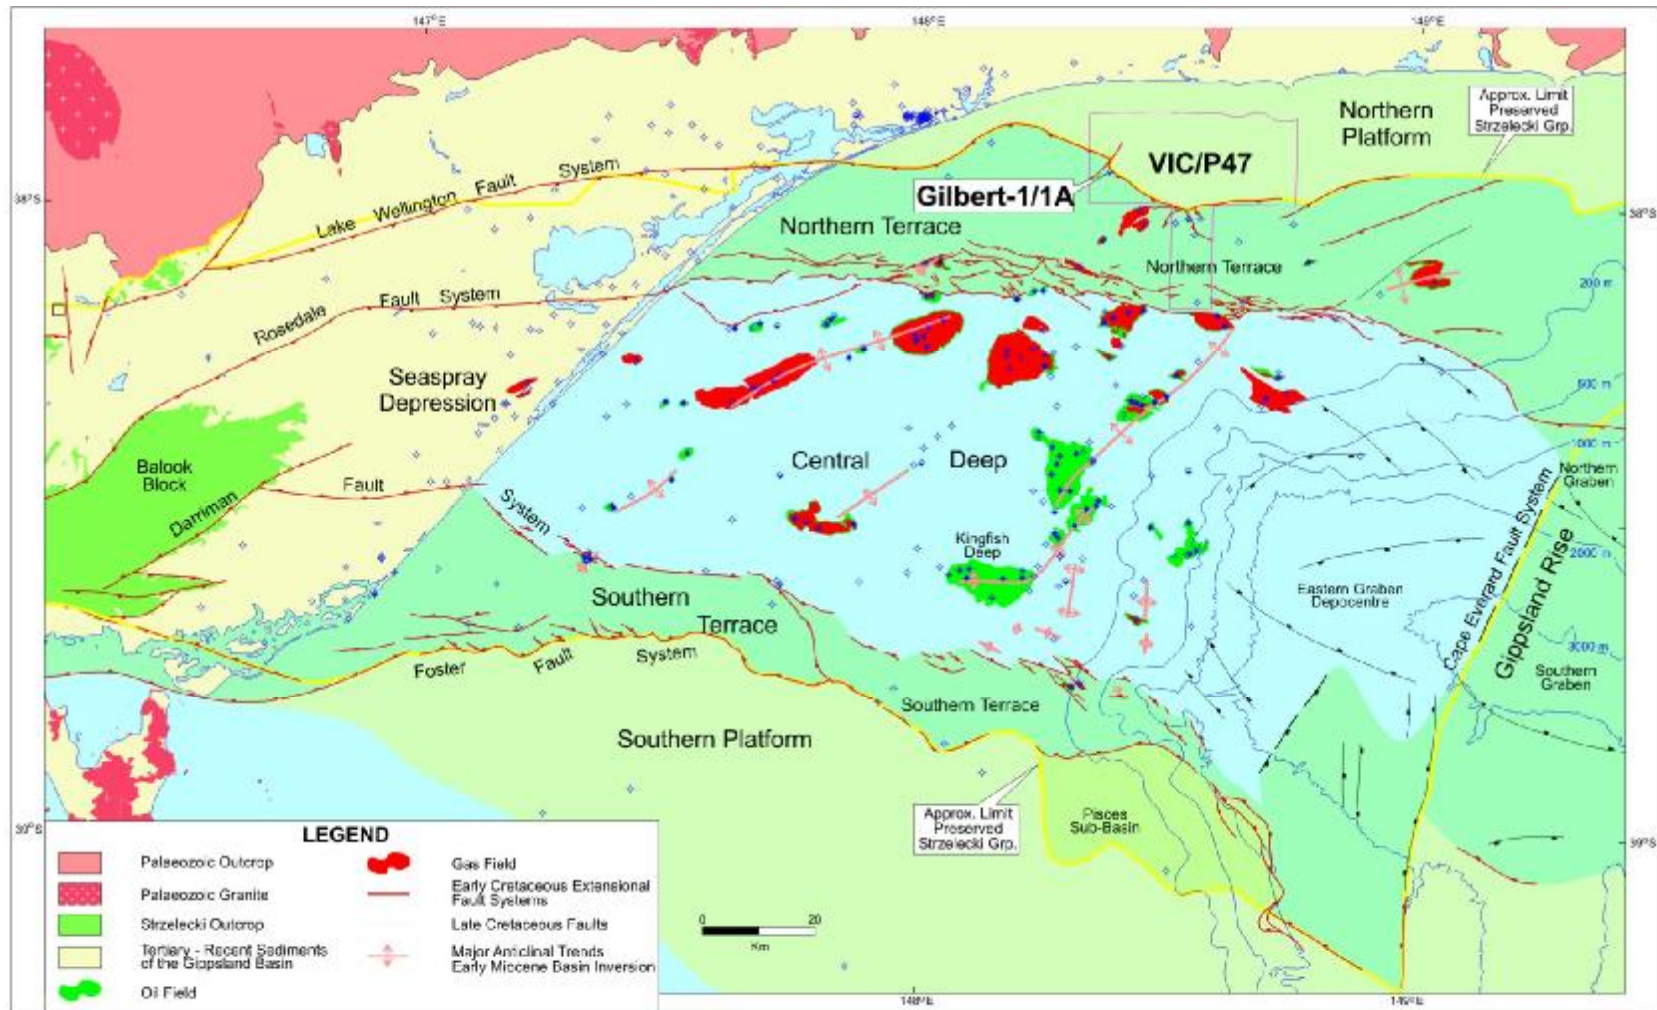 147°E
148°E
149°E
38°S
38°S
Approx. Limit
Preserved
Strzelecki Grp.
Northern
Platform
VIC/P47
Gilbert-1/1A
Lake Wellington Fault System
Northern Terrace
Northern Terrace
200 m
Rosedale Fault System
Seaspray
Depression
500 m
1000 m
Balook
Block
Central Deep
Northern
Graben
Darriman Fault System
Kingfish
Deep
2000 m
Eastern Graben
Depocentre
Cape Everard Fault System
Gippsland Rise
Southern
Terrace
Foster Fault System
3000 m
Southern
Graben
Southern Terrace
Southern Platform
Approx. Limit
Preserved
Strzelecki Grp.
Pisces
Sub-Basin
39°S
39°S
LEGEND
Palaeozoic Outcrop
Palaeozoic Granite
Strzelecki Outcrop
Tertiary - Recent Sediments
of the Gippsland Basin
Oil Field
Gas Field
Early Cretaceous Extensional
Fault Systems
Late Cretaceous Faults
Major Anticlinal Trends
Early Miocene Basin Inversion
0 20
Km
148°E
149°E